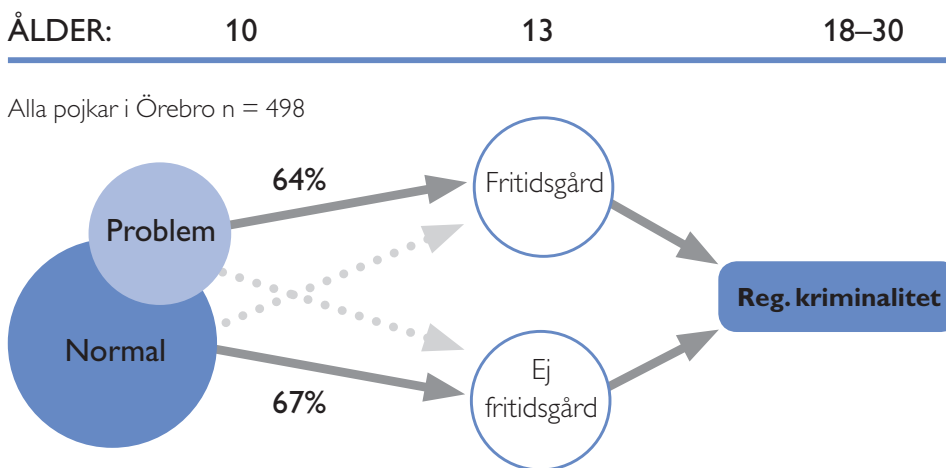 ÅLDER: 10 13 18–30
Alla pojkar i Örebro n = 498
64%
Fritidsgård
Problem
Reg. kriminalitet
Normal
Ej
fritidsgård
67%